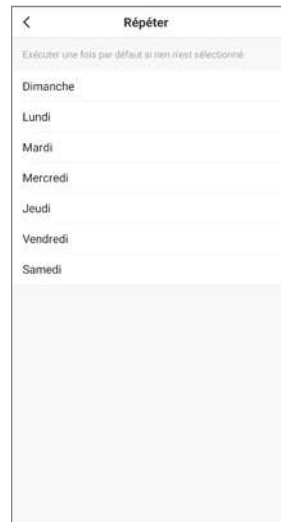 Répéter
Exécuter une fois par défaut si rien n'est sélectionné
Dimanche
Lundi
Mardi
Mercredi
Jeudi
Vendredi
Samedi